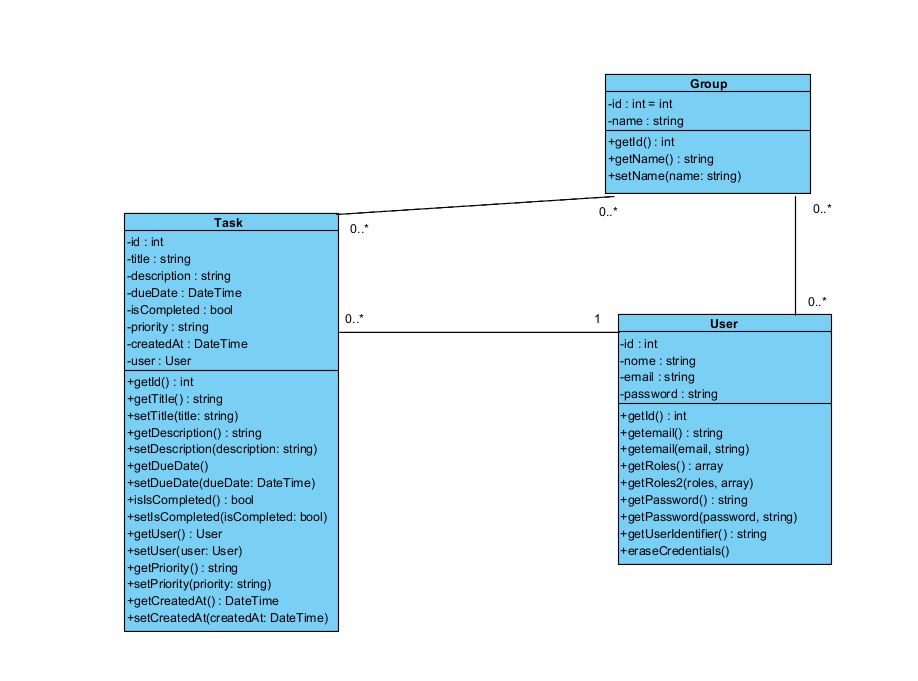 Group
-id : int = int
-name : string
+getId() : int
+getName() : string
+setName(name: string)
0..*
0..*
0..*
0..*
Task
-id : int
-title : string
-description : string
-dueDate : DateTime
-isCompleted : bool
-priority : string
-createdAt : DateTime
-user : User
+getId() : int
+getTitle() : string
+setTitle(title: string)
+getDescription() : string
+setDescription(description: string)
+getDueDate()
+setDueDate(dueDate: DateTime)
+isIsCompleted() : bool
+setIsCompleted(isCompleted: bool)
+getUser() : User
+setUser(user: User)
+getPriority() : string
+setPriority(priority: string)
+getCreatedAt() : DateTime
+setCreatedAt(createdAt: DateTime)
0..*
1
User
-id : int
-nome : string
-email : string
-password : string
+getId() : int
+getemail() : string
+getemail(email, string)
+getRoles() : array
+getRoles2(roles, array)
+getPassword() : string
+getPassword(password, string)
+getUserIdentifier() : string
+eraseCredentials()